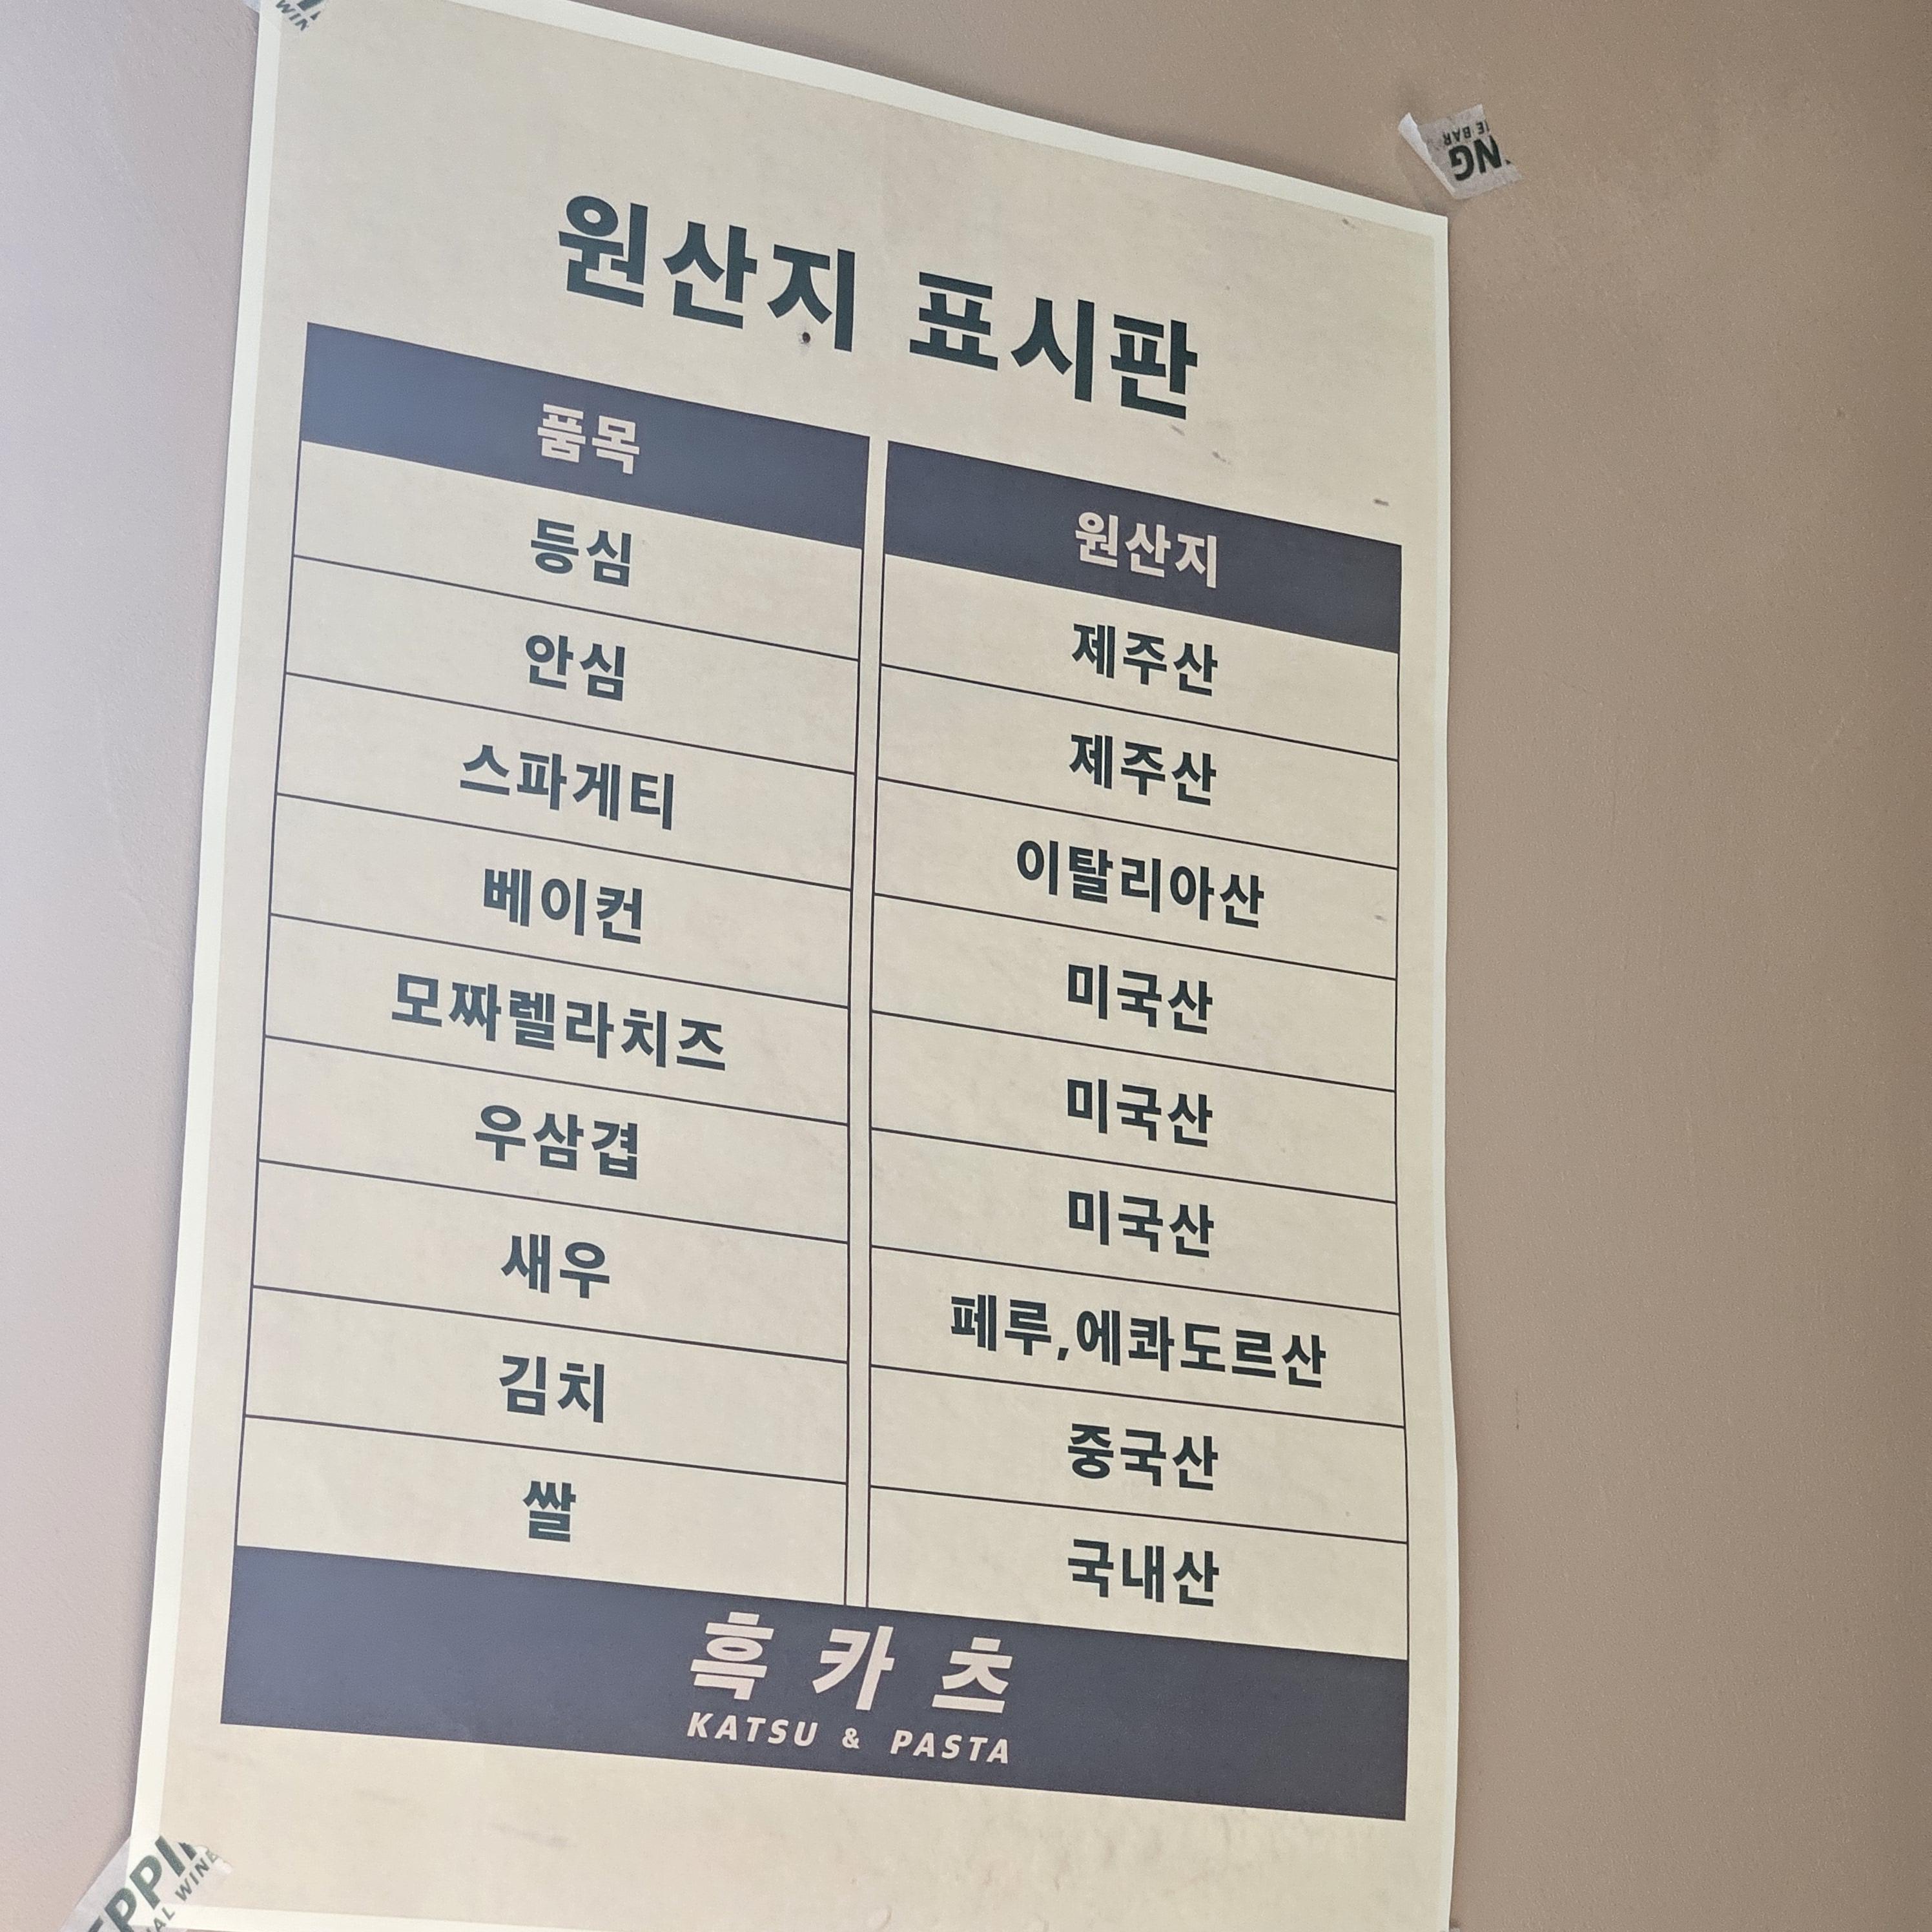 원산지 표시판
품목 원산지
등심 제주산
안심 제주산
스파게티 이탈리아산
베이컨 미국산
모짜렐라치즈 미국산
우삼겹 미국산
새우 페루,에콰도르산
김치 중국산
쌀 국내산
흑카츠
KATSU & PASTA
NG
BAR
WINE